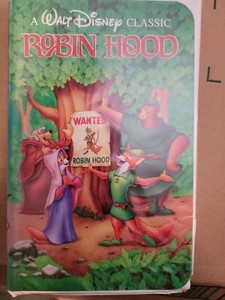 A WALT DISNEY CLASSIC
ROBIN HOOD
WANTED
ROBIN HOOD